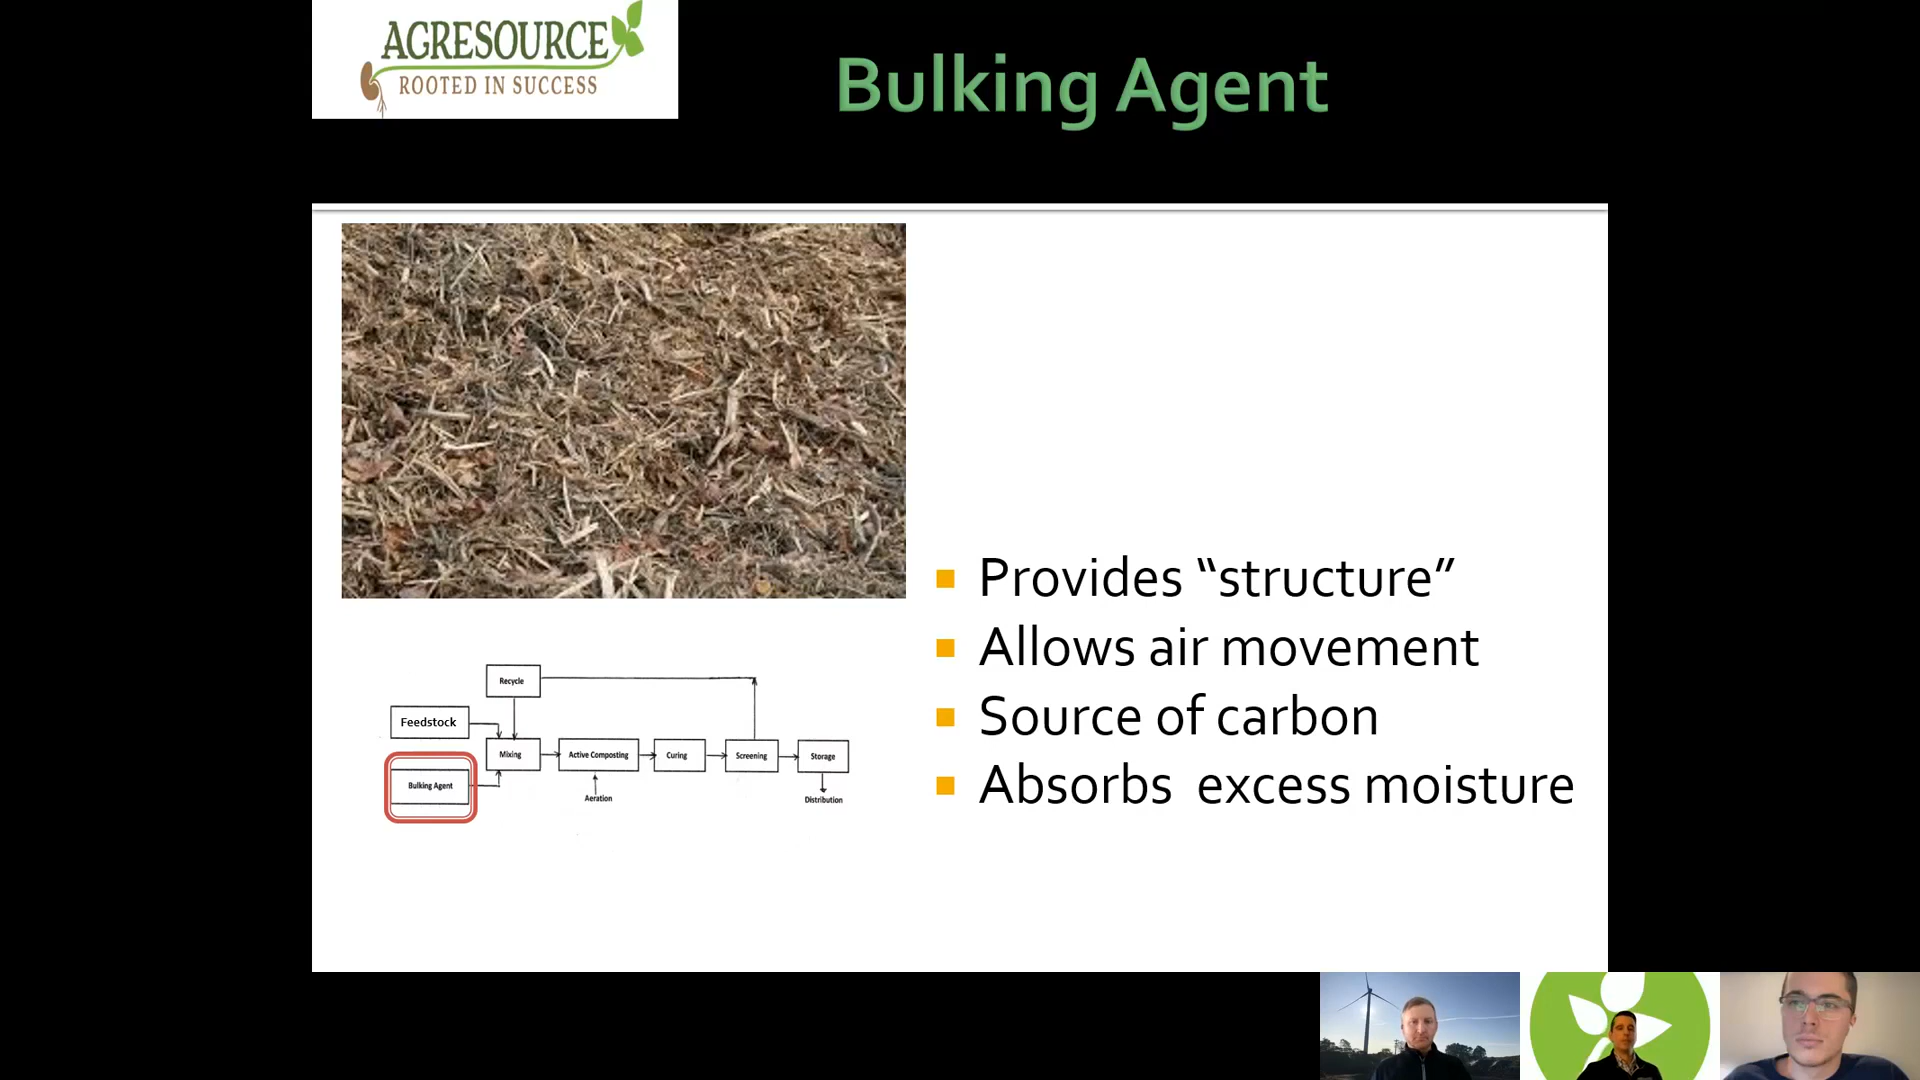 AGRESOURCE
ROOTED IN SUCCESS
Bulking Agent
Provides “structure”
Allows air movement
Source of carbon
Absorbs excess moisture
Recycle
Feedstock
Mixing
Active Composting
Curing
Screening
Storage
Bulking Agent
Aeration
Distribution